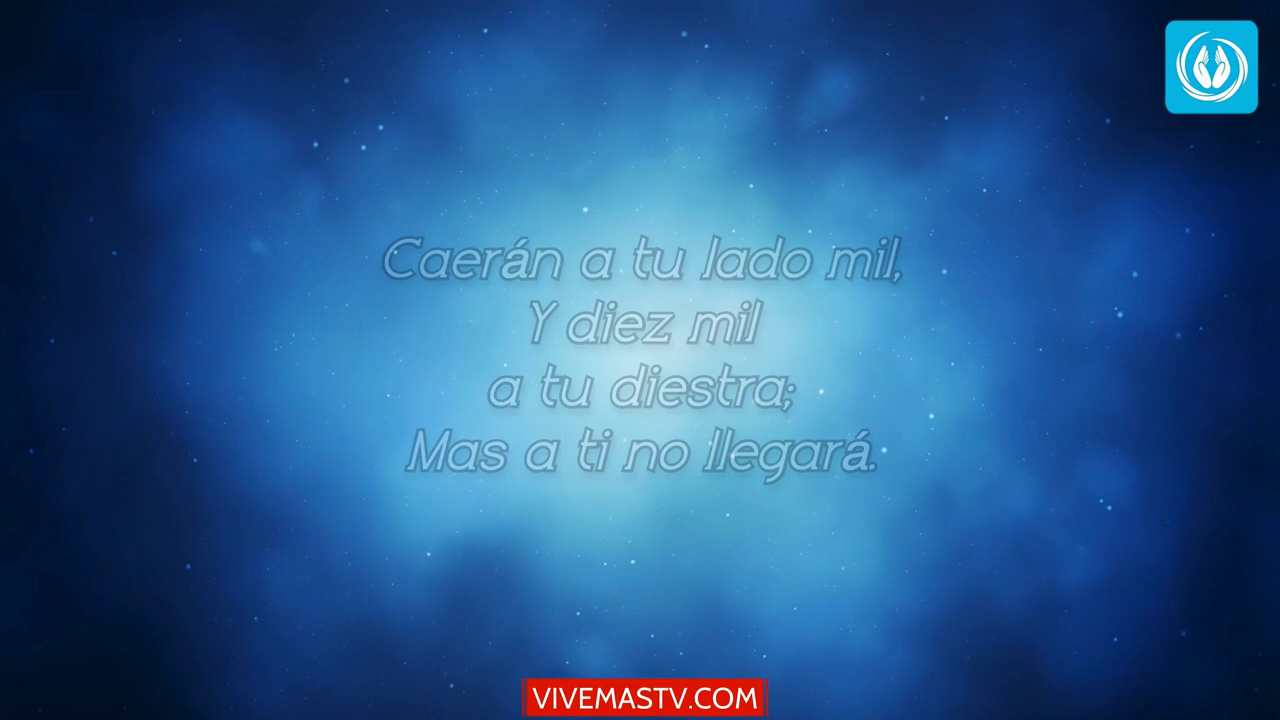 Caerán a tu lado mil,
Y diez mil
a tu diestra;
Mas a ti no llegará.
VIVEMASTV.COM